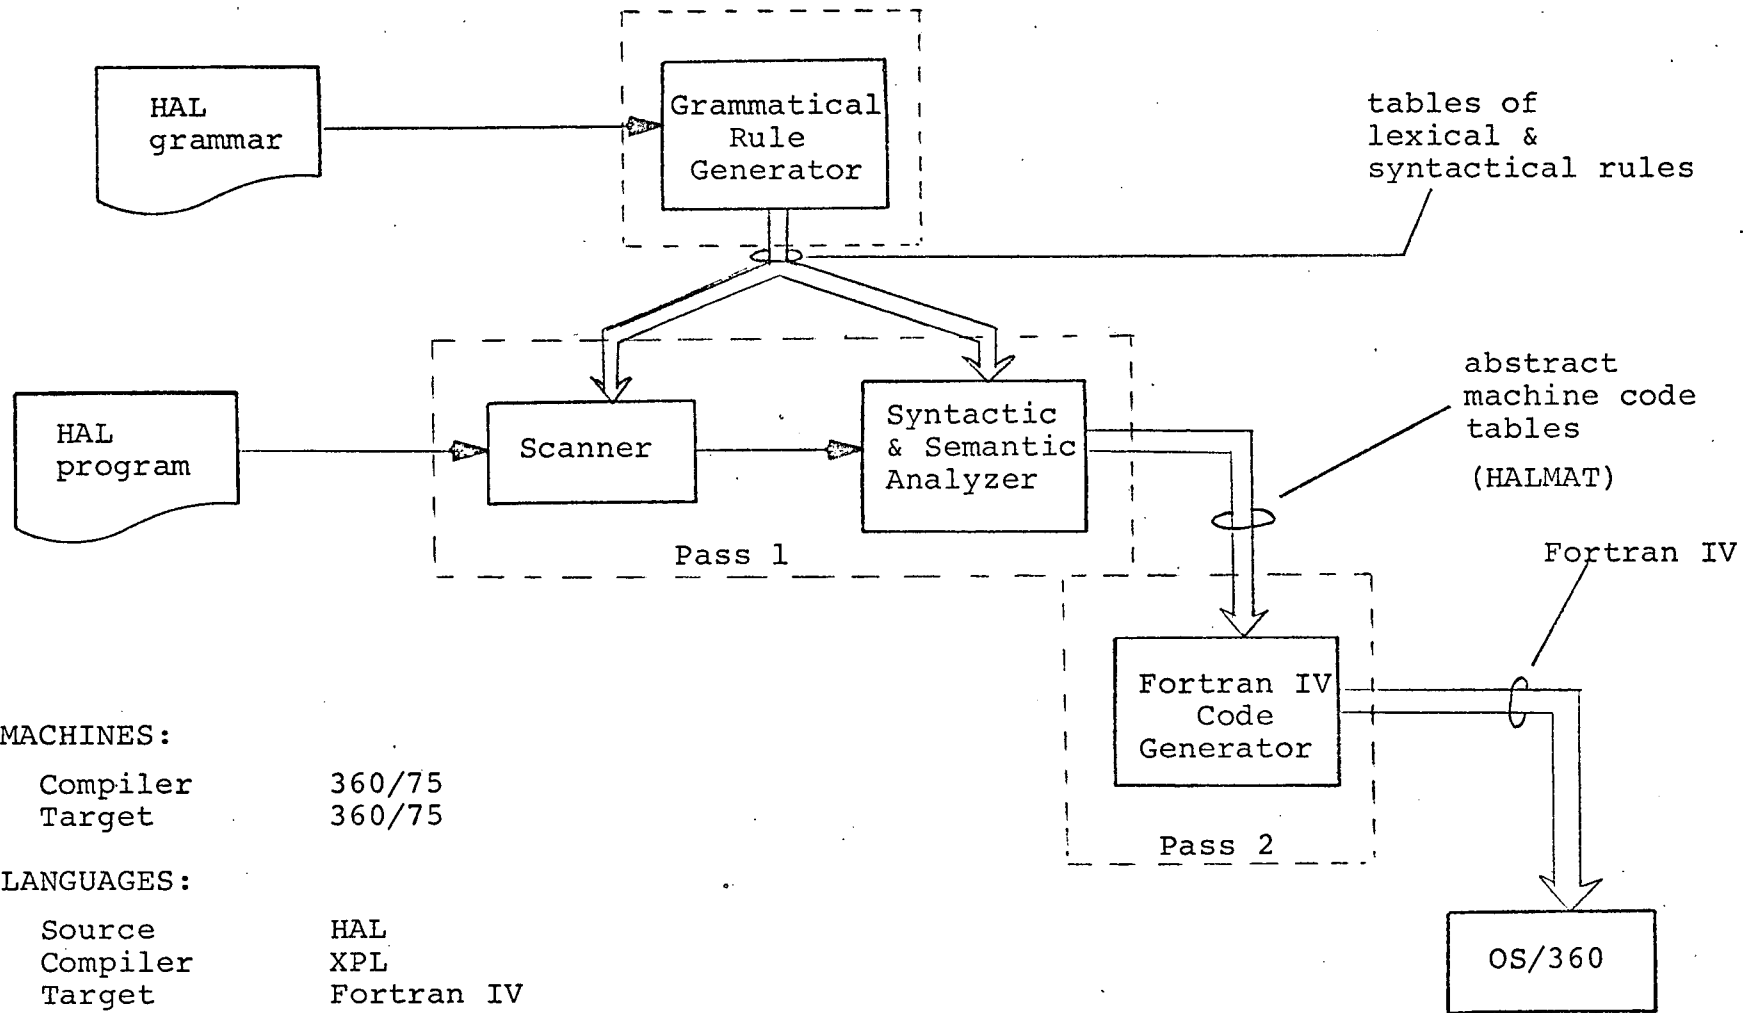 HAL
grammar
Grammatical
Rule
Generator
tables of
lexical &
syntactical rules
HAL
program
Scanner
Syntactic
& Semantic
Analyzer
Pass 1
abstract
machine code
tables
(HALMAT)
Fortran IV
Fortran IV
Code
Generator
Pass 2
OS/360
MACHINES:
Compiler 360/75
Target 360/75
LANGUAGES:
Source HAL
Compiler XPL
Target Fortran IV